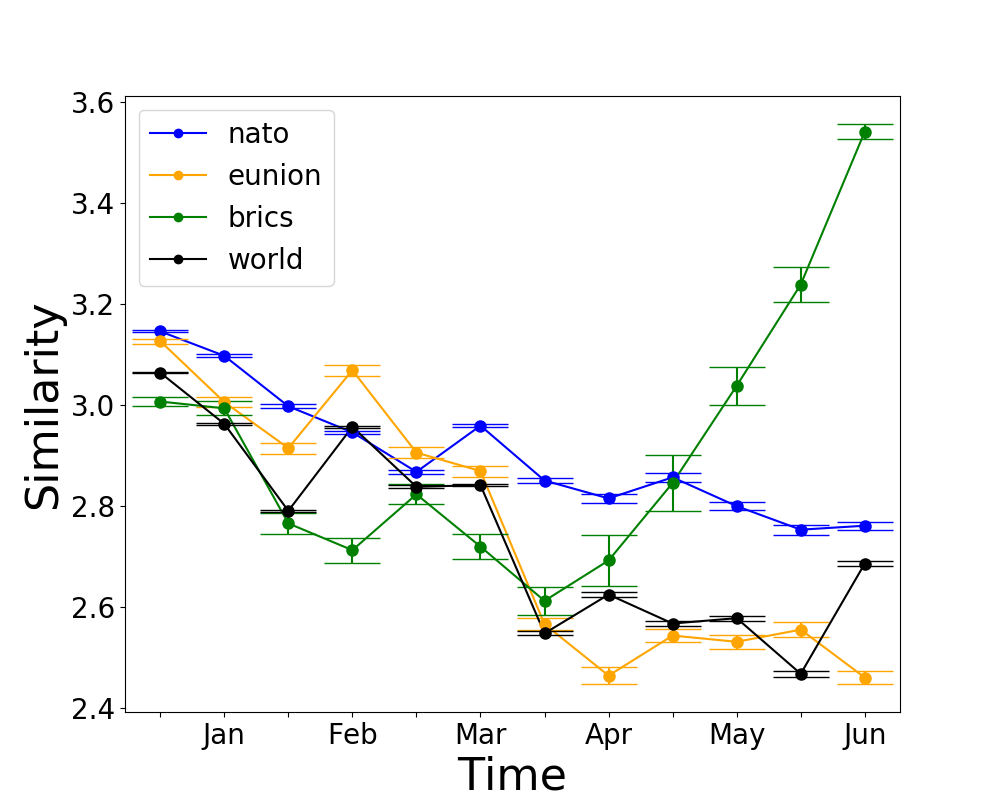 3.6
3.4
3.2
3.0
2.8
2.6
2.4
Similarity
nato
eunion
brics
world
Jan Feb Mar Apr May Jun
Time